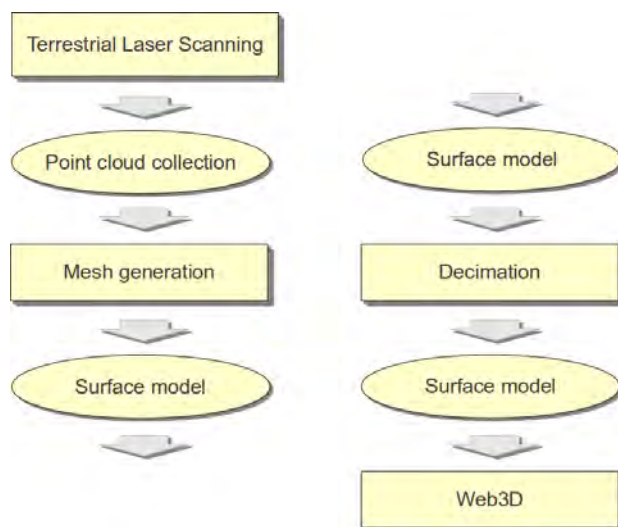 Terrestrial Laser Scanning
Point cloud collection
Mesh generation
Surface model
Surface model
Decimation
Surface model
Web3D